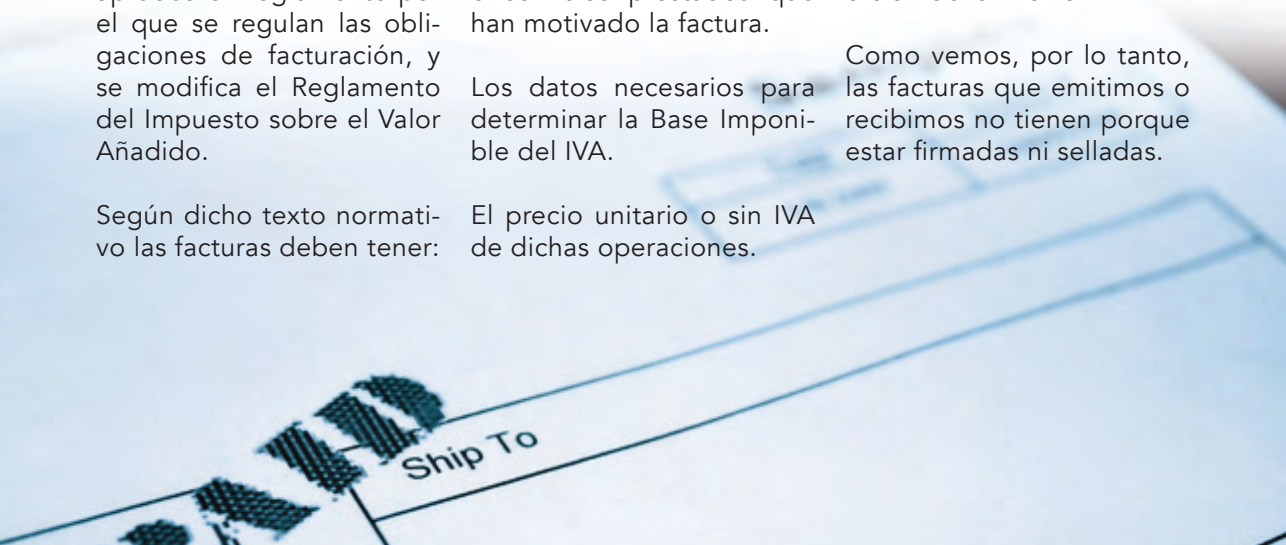 el que se regulan las obli-
gaciones de facturación, y
se modifica el Reglamento
del Impuesto sobre el Valor
Añadido.
Según dicho texto normati-
vo las facturas deben tener:
han motivado la factura.
Los datos necesarios para
determinar la Base Imponi-
ble del IVA.
El precio unitario o sin IVA
de dichas operaciones.
Como vemos, por lo tanto,
las facturas que emitimos o
recibimos no tienen porque
estar firmadas ni selladas.
Ship To